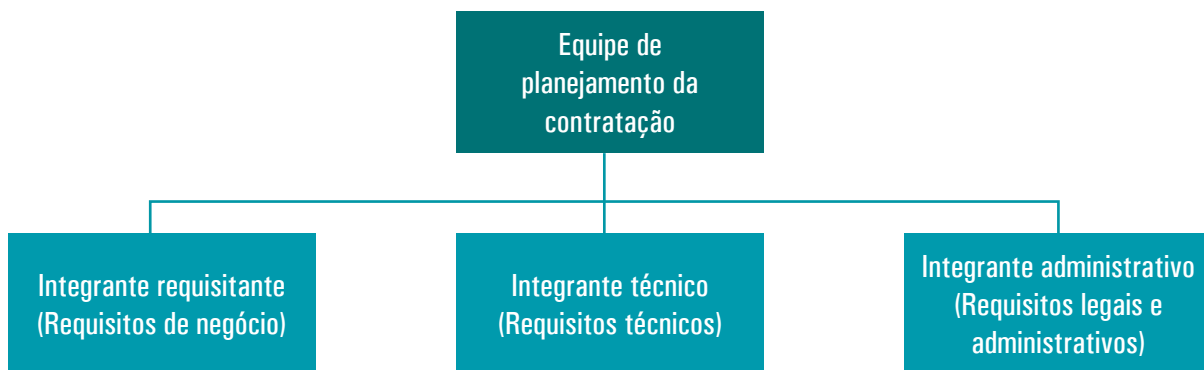 Equipe de
planejamento da
contratação
Integrante requisitante
(Requisitos de negócio)
Integrante técnico
(Requisitos técnicos)
Integrante administrativo
(Requisitos legais e
administrativos)